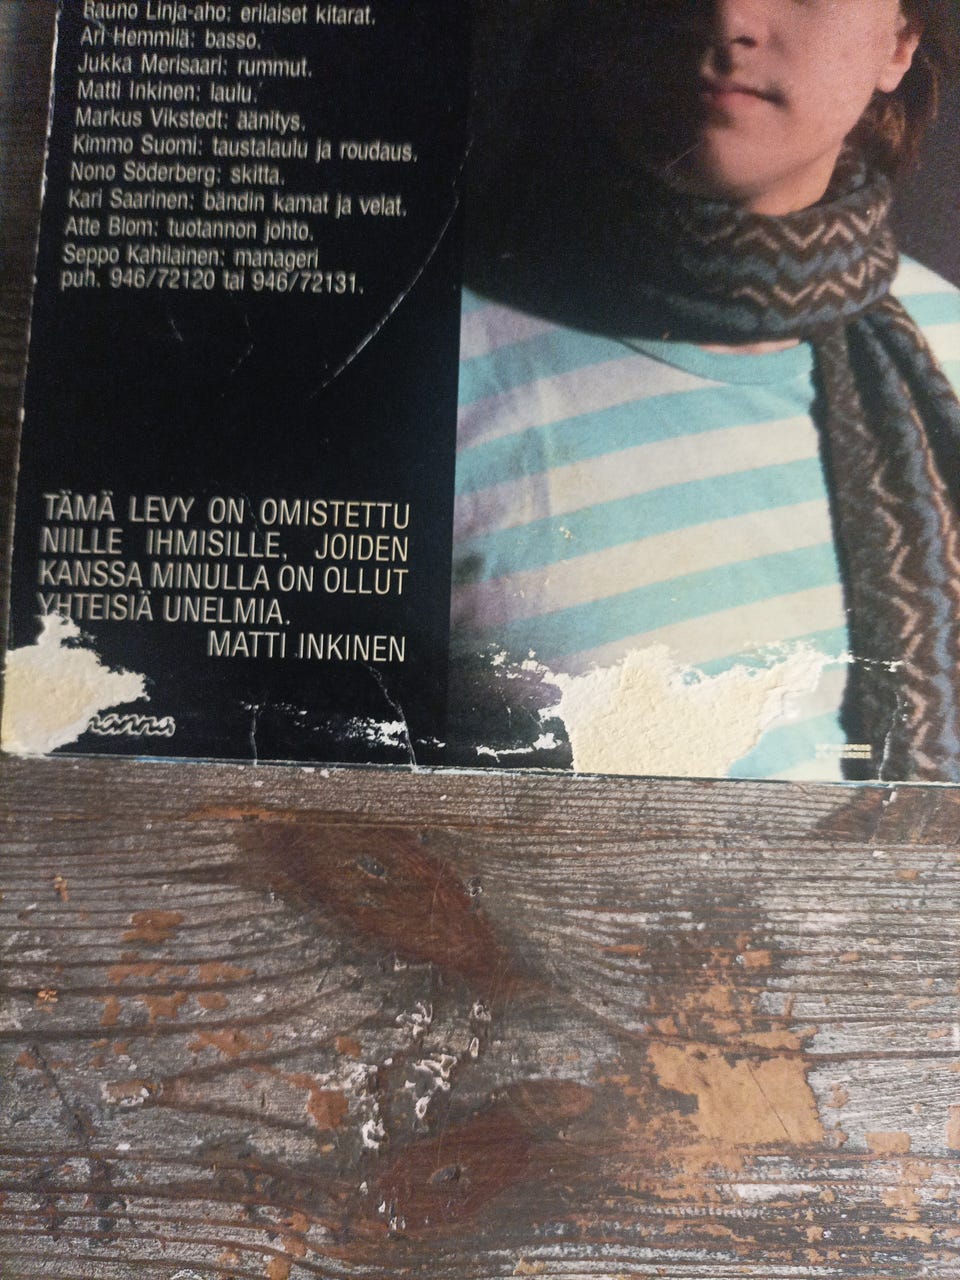 Rauno Linja-aho: erilaiset kitarat.
Ari Hemmilä: basso.
Jukka Merisaari: rummut.
Matti Inkinen: laulu.
Markus Vikstedt: äänitys.
Kimmo Suomi: taustalaulu ja roudaus.
Nono Söderberg: skitta.
Kari Saarinen: bändin kamat ja velat.
Atte Blom: tuotannon johto.
Seppo Kahilainen: manageri
puh. 946/72120 tai 946/72131.
TÄMÄ LEVY ON OMISTETTU
NIILLE IHMISILLE, JOIDEN
KANSSA MINULLA ON OLLUT
YHTEISIÄ UNELMIA.
MATTI INKINEN